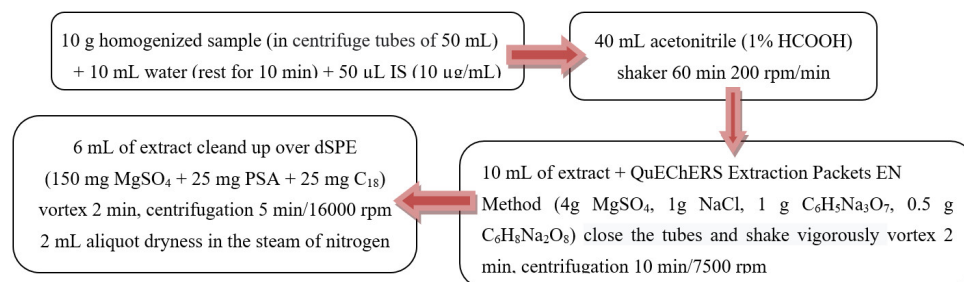 10 g homogenized sample (in centrifuge tubes of 50 mL)
+ 10 mL water (rest for 10 min) + 50 µL IS (10 µg/mL)
40 mL acetonitrile (1% HCOOH)
shaker 60 min 200 rpm/min
10 mL of extract + QuEChERS Extraction Packets EN
Method (4g MgSO₄, 1g NaCl, 1 g C₆H₅Na₃O₇, 0.5 g
C₆H₈Na₂O₈) close the tubes and shake vigorously vortex 2
min, centrifugation 10 min/7500 rpm
6 mL of extract cleanup over dSPE
(150 mg MgSO₄ + 25 mg PSA + 25 mg C₁₈)
vortex 2 min, centrifugation 5 min/16000 rpm
2 mL aliquot dryness in the steam of nitrogen